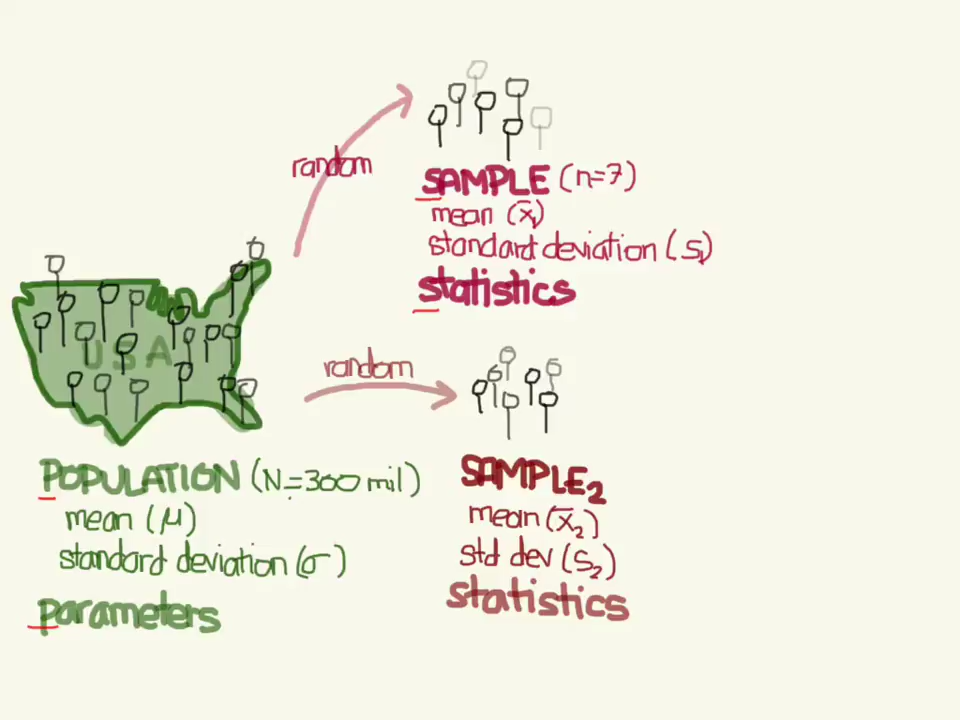 random
SAMPLE (n=7)
mean (x̄₁)
standard deviation (s₁)
statistics
USA
random
POPULATION (N=300 mil)
mean (μ)
standard deviation (σ)
parameters
SAMPLE₂
mean (x̄₂)
std dev (s₂)
statistics